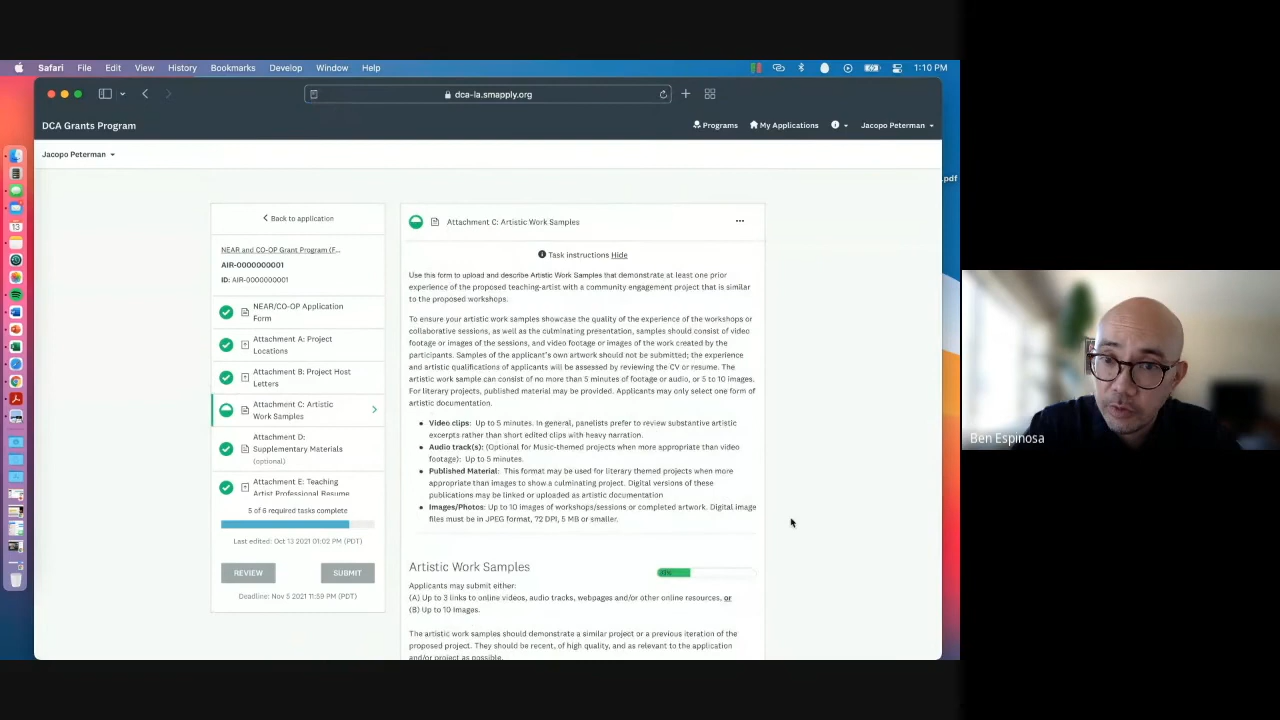 Safari File Edit View History Bookmarks Develop Window Help 1:10 PM
dca-la.smapply.org
DCA Grants Program
Programs My Applications Jacopo Peterman
Jacopo Peterman
.pdf
Back to application
NEAR and CO-OP Grant Program (F...
AIR-0000000001
ID: AIR-0000000001
NEAR/CO-OP Application
Form
Attachment A: Project
Locations
Attachment B: Project Host
Letters
Attachment C: Artistic
Work Samples
Attachment D:
Supplementary Materials
(optional)
Attachment E: Teaching
Artist Professional Resume
5 of 6 required tasks complete
Last edited: Oct 13 2021 01:02 PM (PDT)
REVIEW SUBMIT
Deadline: Nov 5 2021 11:59 PM (PDT)
Attachment C: Artistic Work Samples
Task instructions Hide
Use this form to upload and describe Artistic Work Samples that demonstrate at least one prior
experience of the proposed teaching-artist with a community engagement project that is similar
to the proposed workshops.
To ensure your artistic work samples showcase the quality of the experience of the workshops or
collaborative sessions, as well as the culminating presentation, samples should consist of video
footage or images of the sessions, and video footage or images of the work created by the
participants. Samples of the applicant's own artwork should not be submitted; the experience
and artistic qualifications of applicants will be assessed by reviewing the CV or resume. The
artistic work sample can consist of no more than 5 minutes of footage or audio, or 5 to 10 images.
For literary projects, published material may be provided. Applicants may only select one form of
artistic documentation.
Video clips: Up to 5 minutes. In general, panelists prefer to review substantive artistic
excerpts rather than short edited clips with heavy narration.
Audio track(s): (Optional for Music-themed projects when more appropriate than video
footage): Up to 5 minutes.
Published Material: This format may be used for literary themed projects when more
appropriate than images to show a culminating project. Digital versions of these
publications may be linked or uploaded as artistic documentation
Images/Photos: Up to 10 images of workshops/sessions or completed artwork. Digital image
files must be in JPEG format, 72 DPI, 5 MB or smaller.
Artistic Work Samples
Applicants may submit either:
(A) Up to 3 links to online videos, audio tracks, webpages and/or other online resources, or
(B) Up to 10 Images.
The artistic work samples should demonstrate a similar project or a previous iteration of the
proposed project. They should be recent, of high quality, and as relevant to the application
and/or project as possible.
Ben Espinosa